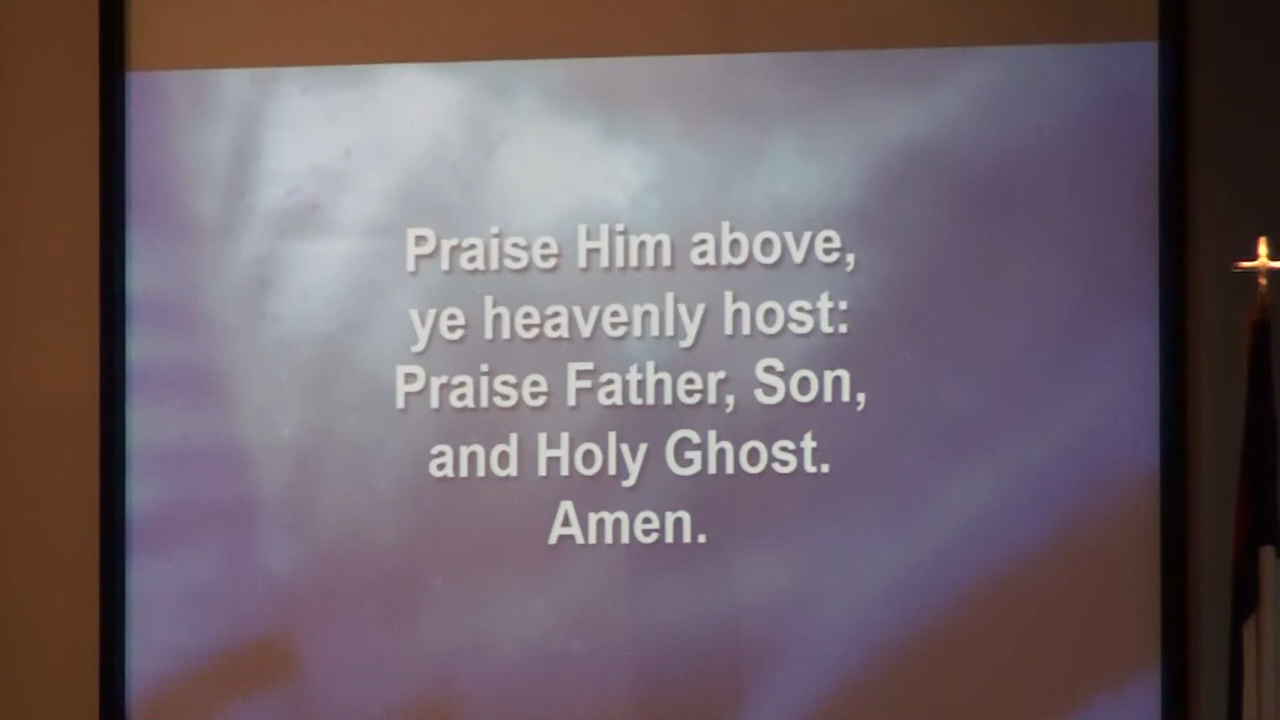 Praise Him above,
ye heavenly host:
Praise Father, Son,
and Holy Ghost.
Amen.